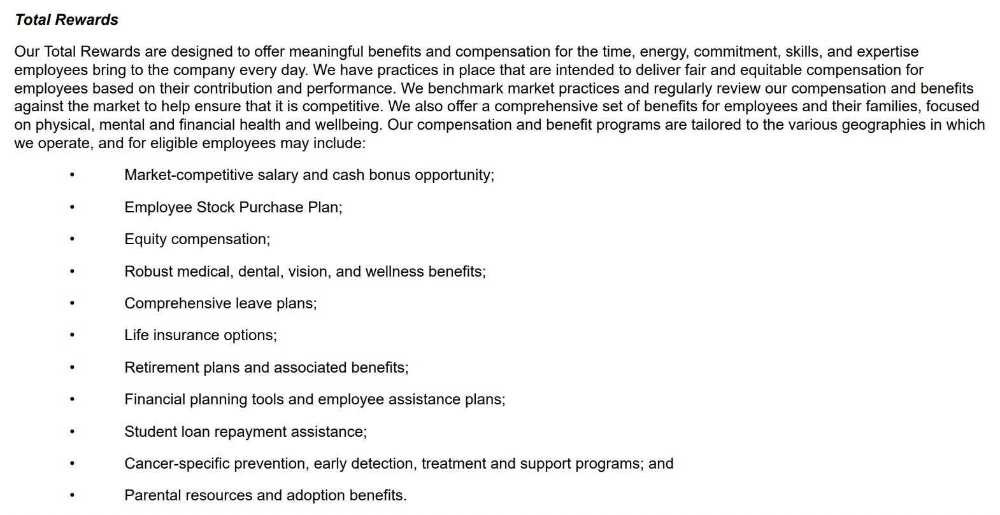 Total Rewards
Our Total Rewards are designed to offer meaningful benefits and compensation for the time, energy, commitment, skills, and expertise
employees bring to the company every day. We have practices in place that are intended to deliver fair and equitable compensation for
employees based on their contribution and performance. We benchmark market practices and regularly review our compensation and benefits
against the market to help ensure that it is competitive. We also offer a comprehensive set of benefits for employees and their families, focused
on physical, mental and financial health and wellbeing. Our compensation and benefit programs are tailored to the various geographies in which
we operate, and for eligible employees may include:
• Market-competitive salary and cash bonus opportunity;
• Employee Stock Purchase Plan;
• Equity compensation;
• Robust medical, dental, vision, and wellness benefits;
• Comprehensive leave plans;
• Life insurance options;
• Retirement plans and associated benefits;
• Financial planning tools and employee assistance plans;
• Student loan repayment assistance;
• Cancer-specific prevention, early detection, treatment and support programs; and
• Parental resources and adoption benefits.